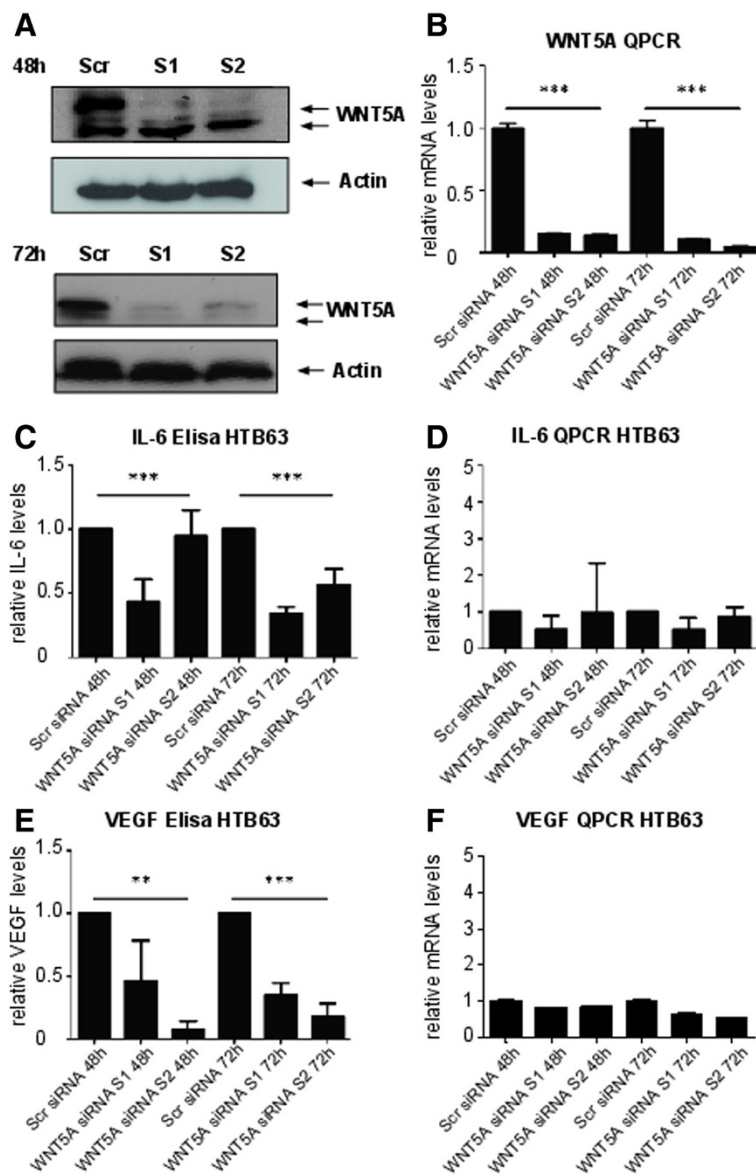 A
48h Scr S1 S2
WNT5A
Actin
72h Scr S1 S2
WNT5A
Actin
B
WNT5A QPCR
relative mRNA levels
1.5
1.0
0.5
0
*** ***
Scr siRNA 48h
WNT5A siRNA S1 48h
WNT5A siRNA S2 48h
Scr siRNA 72h
WNT5A siRNA S1 72h
WNT5A siRNA S2 72h
C
IL-6 Elisa HTB63
relative IL-6 levels
1.5
1.0
0.5
0
*** ***
Scr siRNA 48h
WNT5A siRNA S1 48h
WNT5A siRNA S2 48h
Scr siRNA 72h
WNT5A siRNA S1 72h
WNT5A siRNA S2 72h
D
IL-6 QPCR HTB63
relative mRNA levels
5
4
3
2
1
0
Scr siRNA 48h
WNT5A siRNA S1 48h
WNT5A siRNA S2 48h
Scr siRNA 72h
WNT5A siRNA S1 72h
WNT5A siRNA S2 72h
E
VEGF Elisa HTB63
relative VEGF levels
1.5
1.0
0.5
0
** ***
Scr siRNA 48h
WNT5A siRNA S1 48h
WNT5A siRNA S2 48h
Scr siRNA 72h
WNT5A siRNA S1 72h
WNT5A siRNA S2 72h
F
VEGF QPCR HTB63
relative mRNA levels
5
4
3
2
1
0
Scr siRNA 48h
WNT5A siRNA S1 48h
WNT5A siRNA S2 48h
Scr siRNA 72h
WNT5A siRNA S1 72h
WNT5A siRNA S2 72h